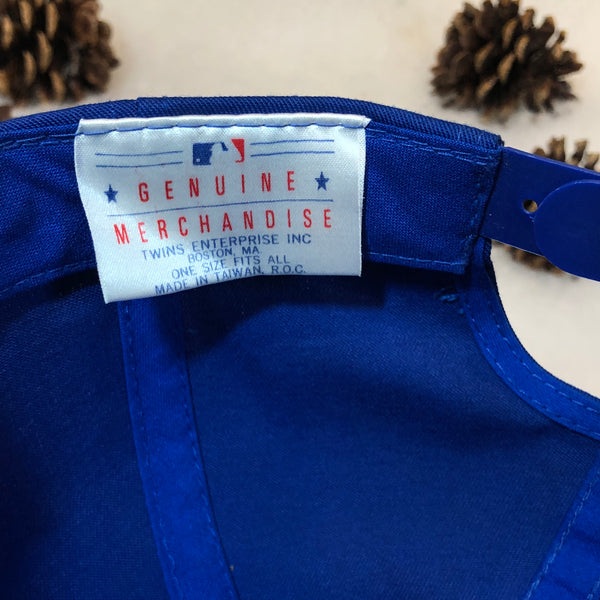 GENUINE
MERCHANDISE
TWINS ENTERPRISE INC
BOSTON, MA.
ONE SIZE FITS ALL
MADE IN TAIWAN, R.O.C.